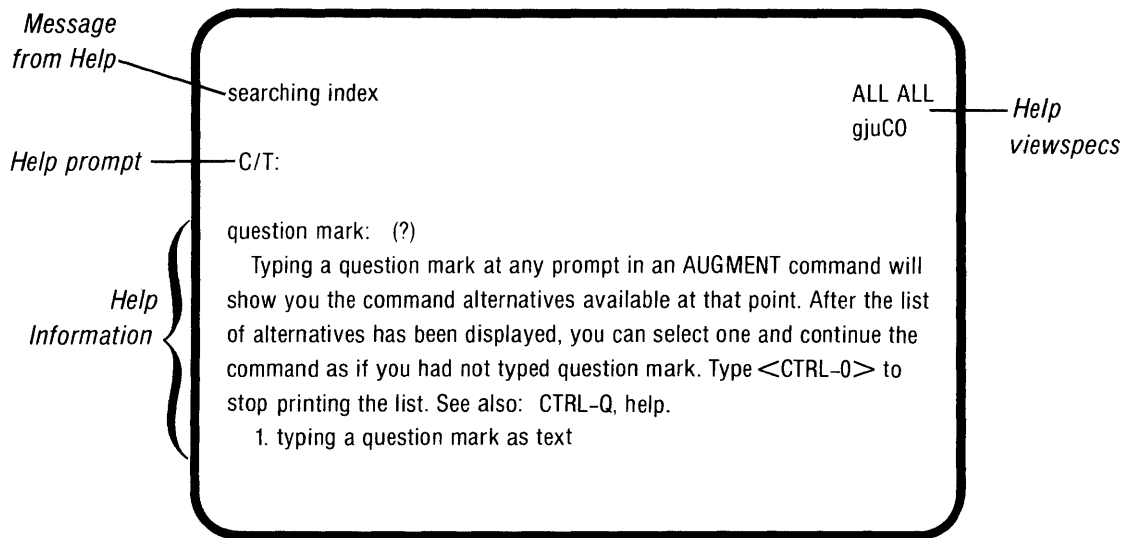 Message
from Help
searching index
ALL ALL
gjuCO
Help
viewspecs
Help prompt
C/T:
question mark: (?)
Typing a question mark at any prompt in an AUGMENT command will
show you the command alternatives available at that point. After the list
of alternatives has been displayed, you can select one and continue the
command as if you had not typed question mark. Type <CTRL-O> to
stop printing the list. See also: CTRL-Q, help.
1. typing a question mark as text
Help
Information